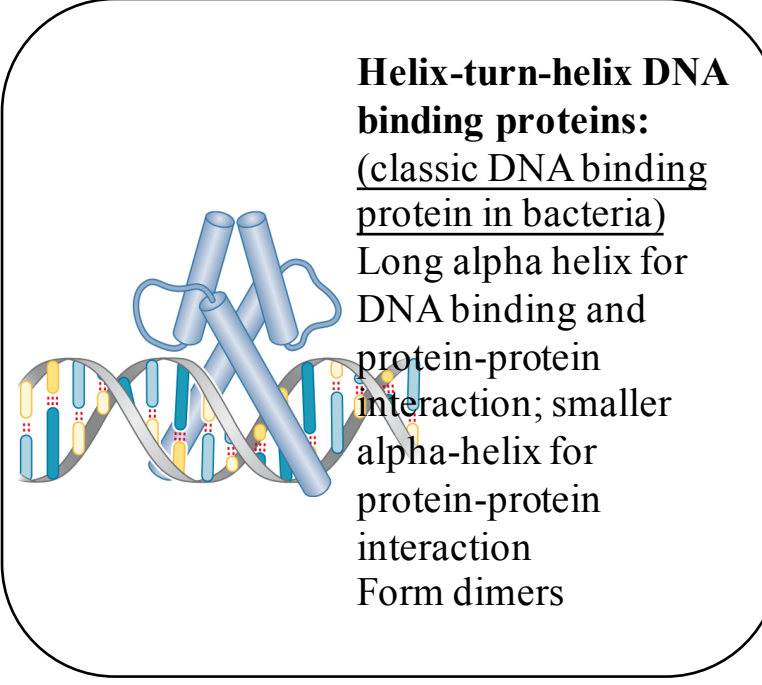 Helix-turn-helix DNA
binding proteins:
(classic DNA binding
protein in bacteria)
Long alpha helix for
DNA binding and
protein-protein
interaction; smaller
alpha-helix for
protein-protein
interaction
Form dimers